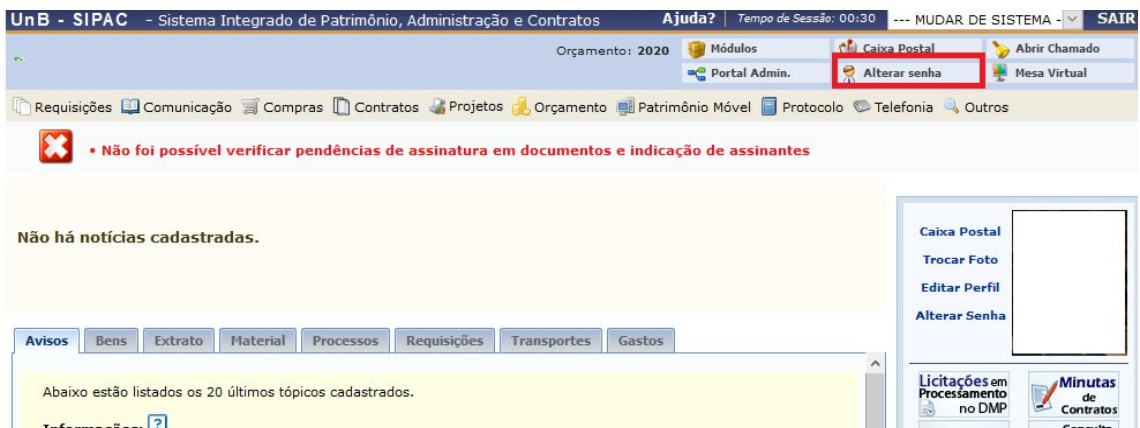 UnB - SIPAC - Sistema Integrado de Patrimônio, Administração e Contratos Ajuda? Tempo de Sessão: 00:30 --- MUDAR DE SISTEMA - SAIR
Orçamento: 2020 Módulos Caixa Postal Abrir Chamado
Portal Admin. Alterar senha Mesa Virtual
Requisições Comunicação Compras Contratos Projetos Orçamento Patrimônio Móvel Protocolo Telefonia Outros
• Não foi possível verificar pendências de assinatura em documentos e indicação de assinantes
Não há notícias cadastradas.
Caixa Postal
Trocar Foto
Editar Perfil
Alterar Senha
Avisos Bens Extrato Material Processos Requisições Transportes Gastos
Abaixo estão listados os 20 últimos tópicos cadastrados.
Informações: ?
Licitações em
Processamento
no DMP
Minutas
de
Contratos
Consulta